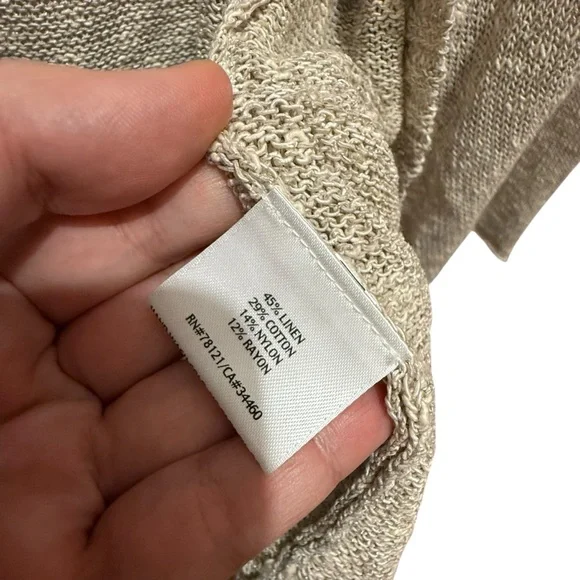 45% LINEN
29% COTTON
14% NYLON
12% RAYON
RN#78121/CA#34460